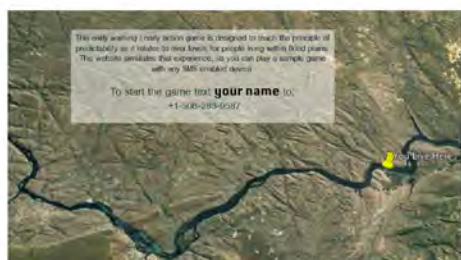 This early warning / early action game is designed to teach the principle of
predictability as it relates to river levels, for people living within flood plains.
This website simulates that experience, so you can play a sample game
with any SMS enabled device
To start the game text your name to:
+1-508-283-0587
You Live Here